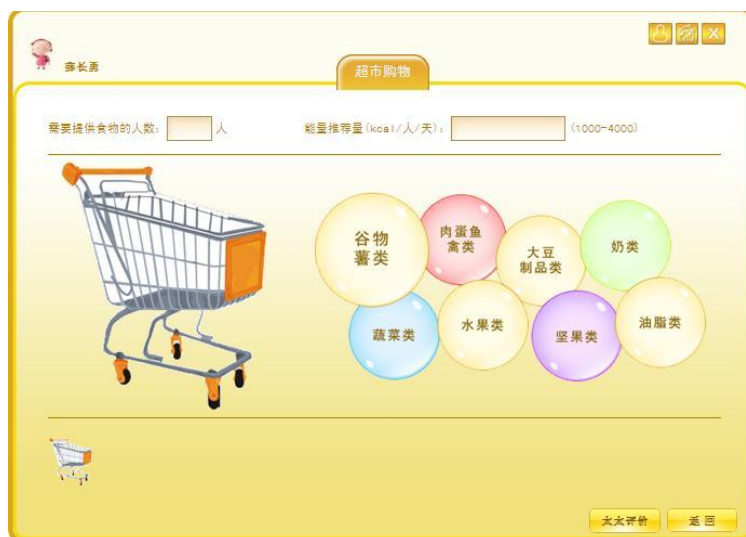 超市购物
需要提供食物的人数： 人 能量推荐量(kcal/人/天)： (1000-4000)
谷物
薯类
肉蛋鱼
禽类
大豆
制品类
奶类
蔬菜类
水果类
坚果类
油脂类
太太评价 返回